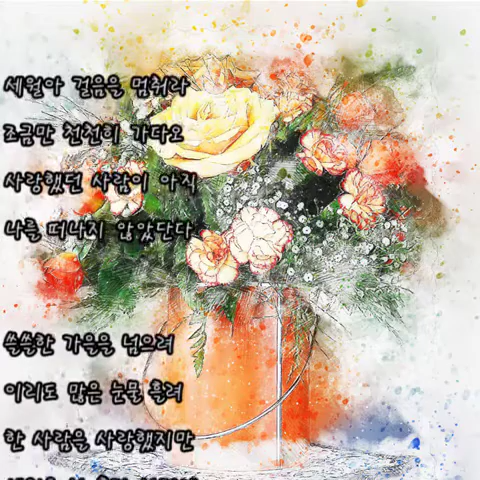 세월아 걸음을 멈춰라
조금만 천천히 가다오
사랑했던 사람이 아직
나를 떠나지 않았단다
쓸쓸한 가을을 넘으려
이리도 많은 눈물 흘려
한 사람을 사랑했지만